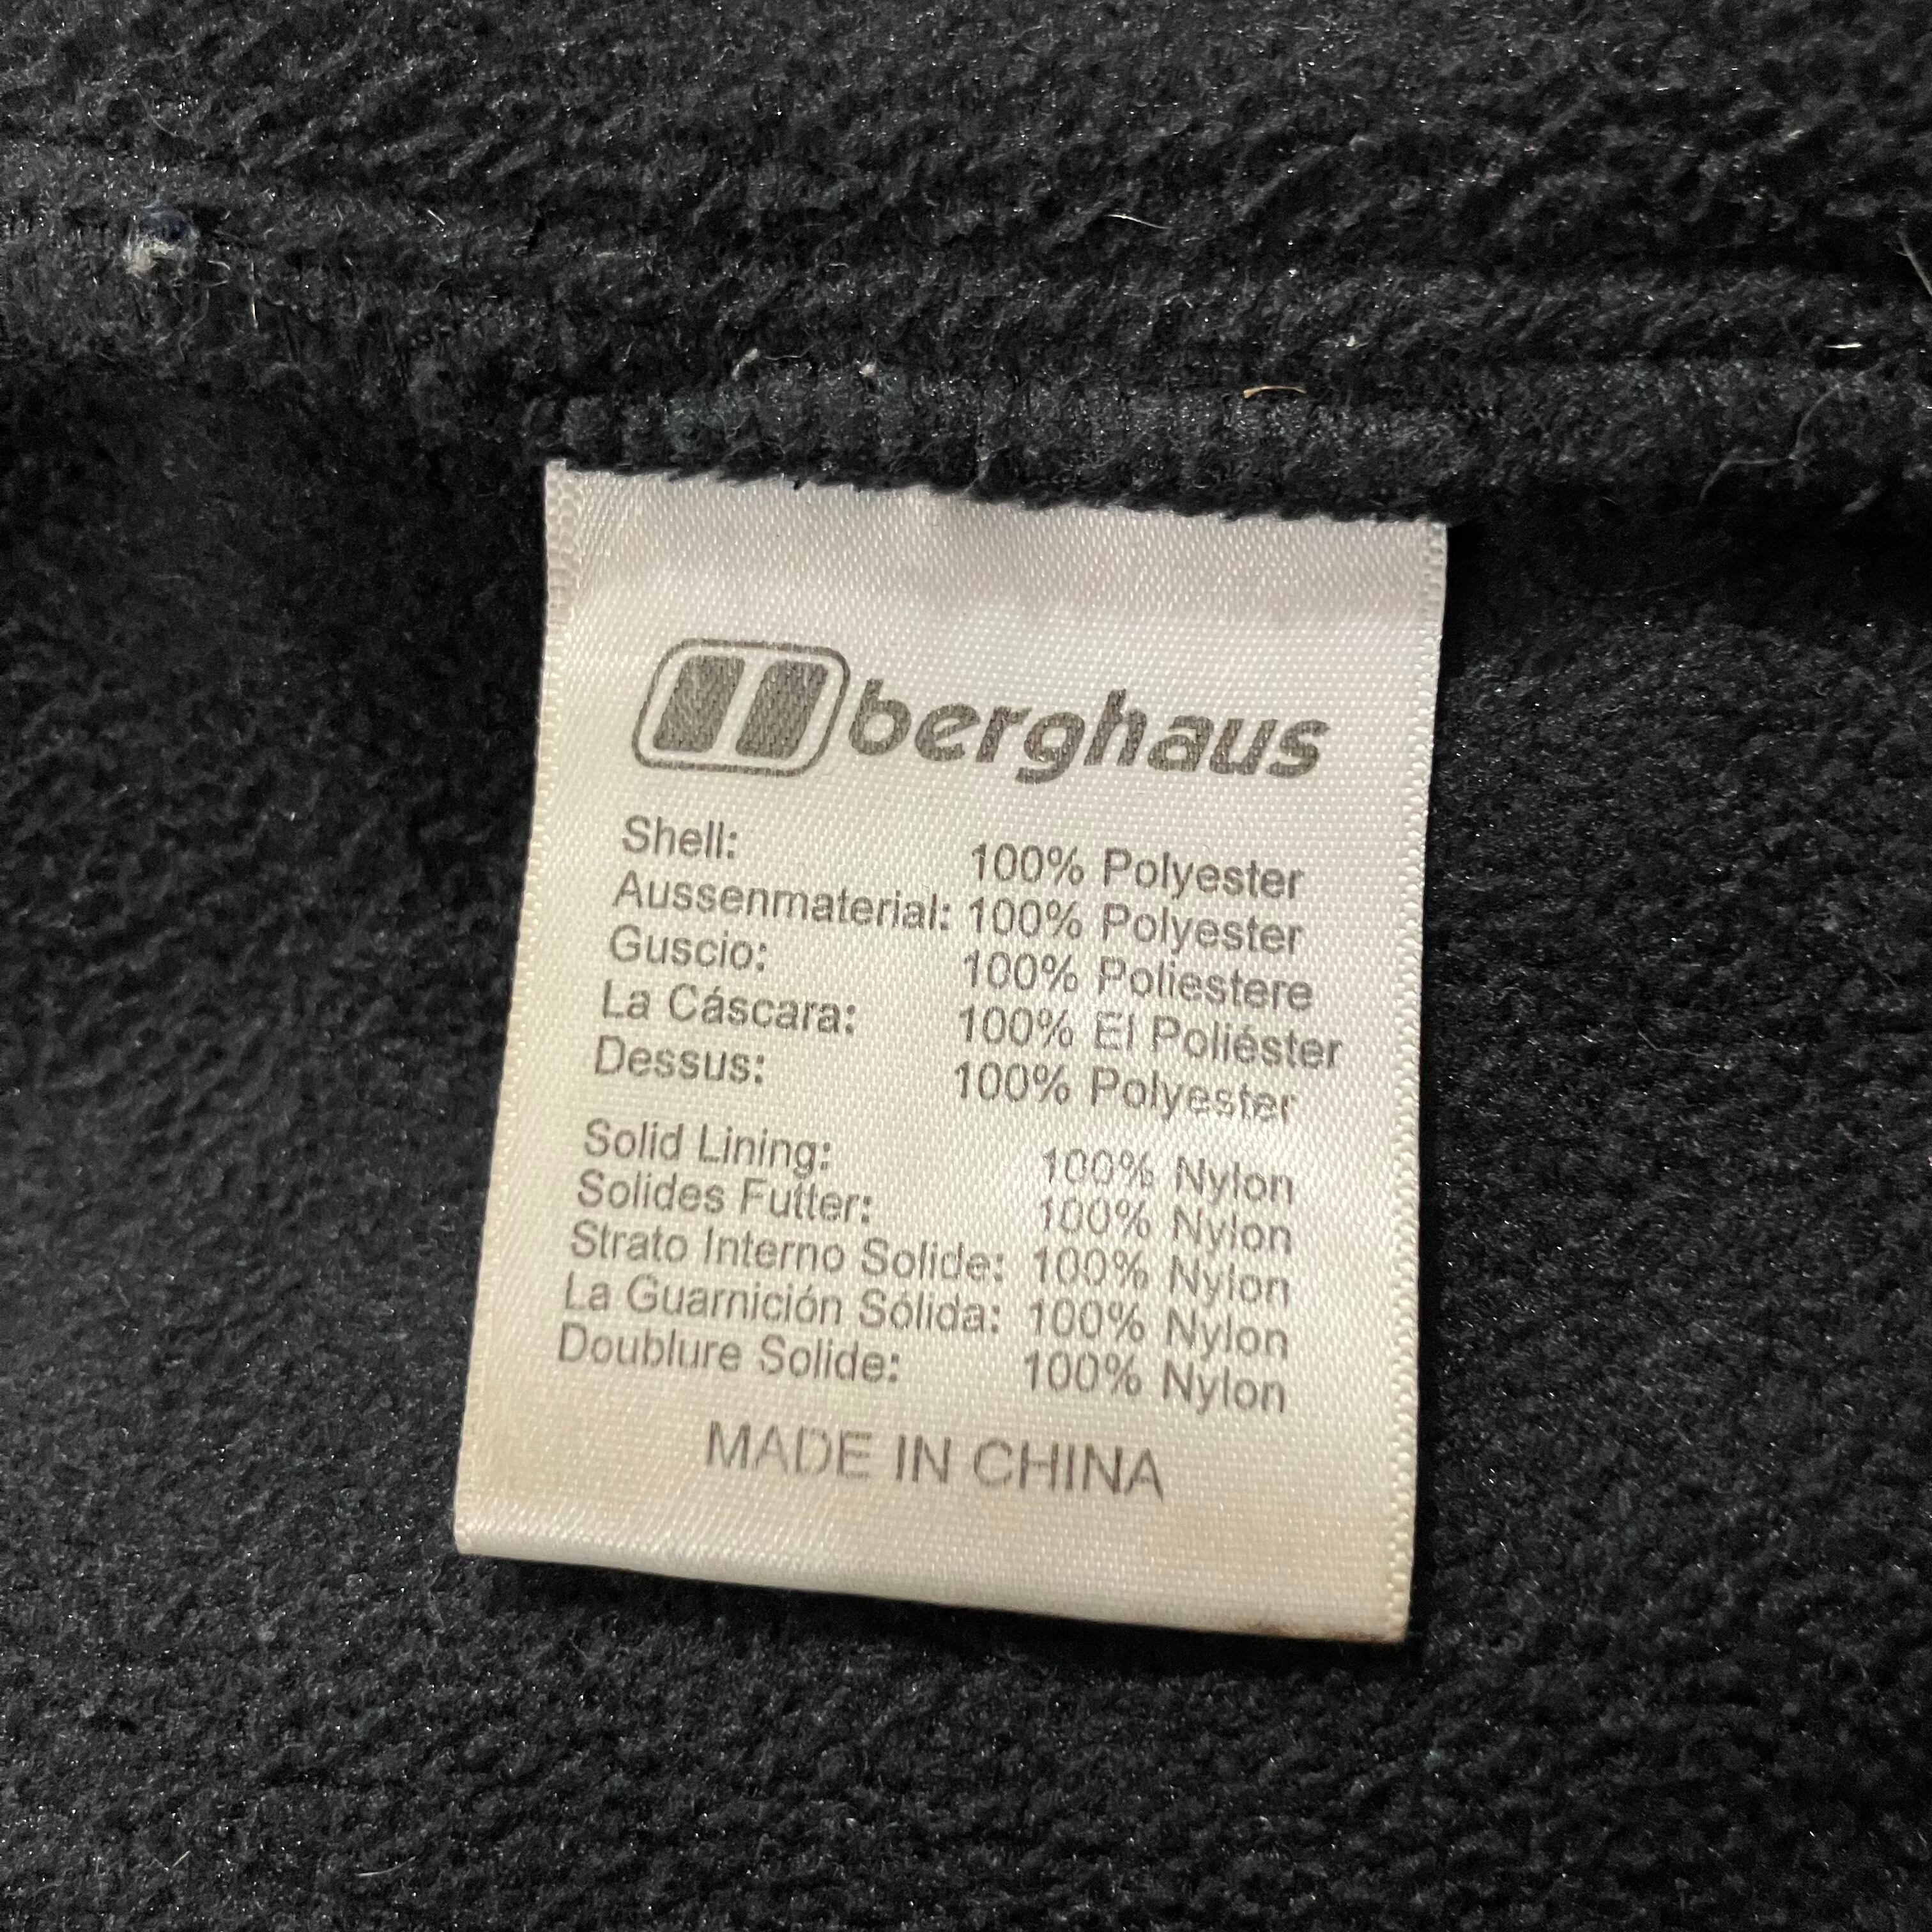 berghaus
Shell: 100% Polyester
Aussenmaterial: 100% Polyester
Guscio: 100% Poliestere
La Cáscara: 100% El Poliéster
Dessus: 100% Polyester
Solid Lining: 100% Nylon
Solides Futter: 100% Nylon
Strato Interno Solide: 100% Nylon
La Guarnición Sólida: 100% Nylon
Doublure Solide: 100% Nylon
MADE IN CHINA